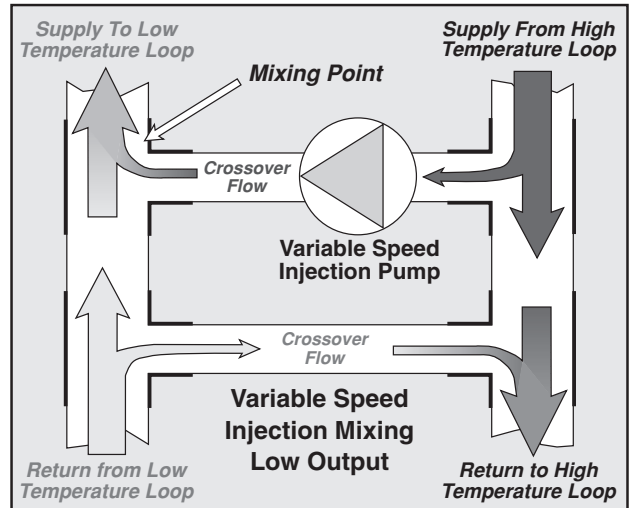 Supply To Low
Temperature Loop
Supply From High
Temperature Loop
Mixing Point
Crossover
Flow
Variable Speed
Injection Pump
Crossover
Flow
Variable Speed
Injection Mixing
Low Output
Return from Low
Temperature Loop
Return to High
Temperature Loop